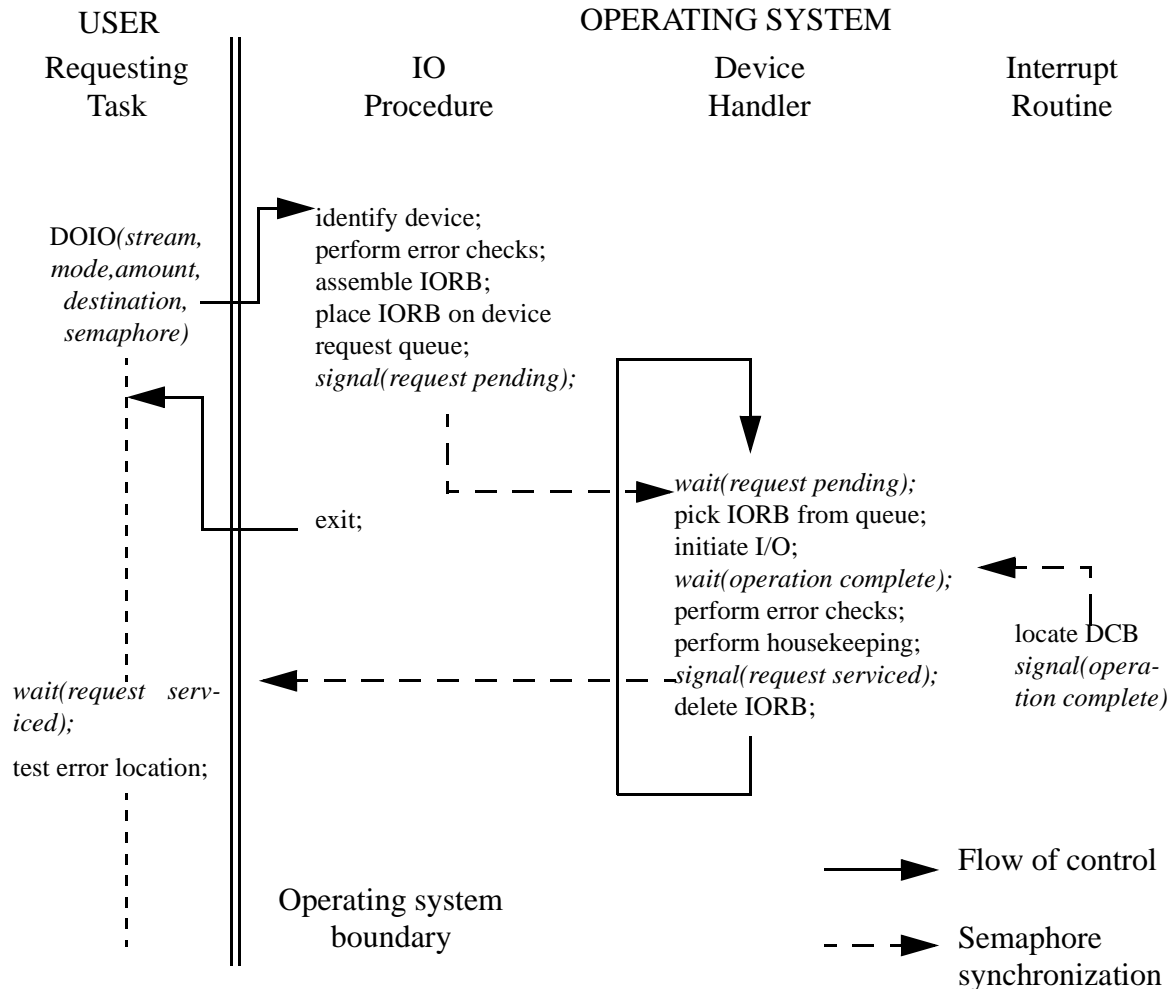 USER
OPERATING SYSTEM
Requesting
Task
IO
Procedure
Device
Handler
Interrupt
Routine
DOIO(stream,
mode,amount,
destination,
semaphore)
identify device;
perform error checks;
assemble IORB;
place IORB on device
request queue;
signal(request pending);
exit;
wait(request pending);
pick IORB from queue;
initiate I/O;
wait(operation complete);
perform error checks;
perform housekeeping;
signal(request serviced);
delete IORB;
locate DCB
signal(opera-
tion complete)
wait(request serv-
iced);
test error location;
Operating system
boundary
Flow of control
Semaphore
synchronization